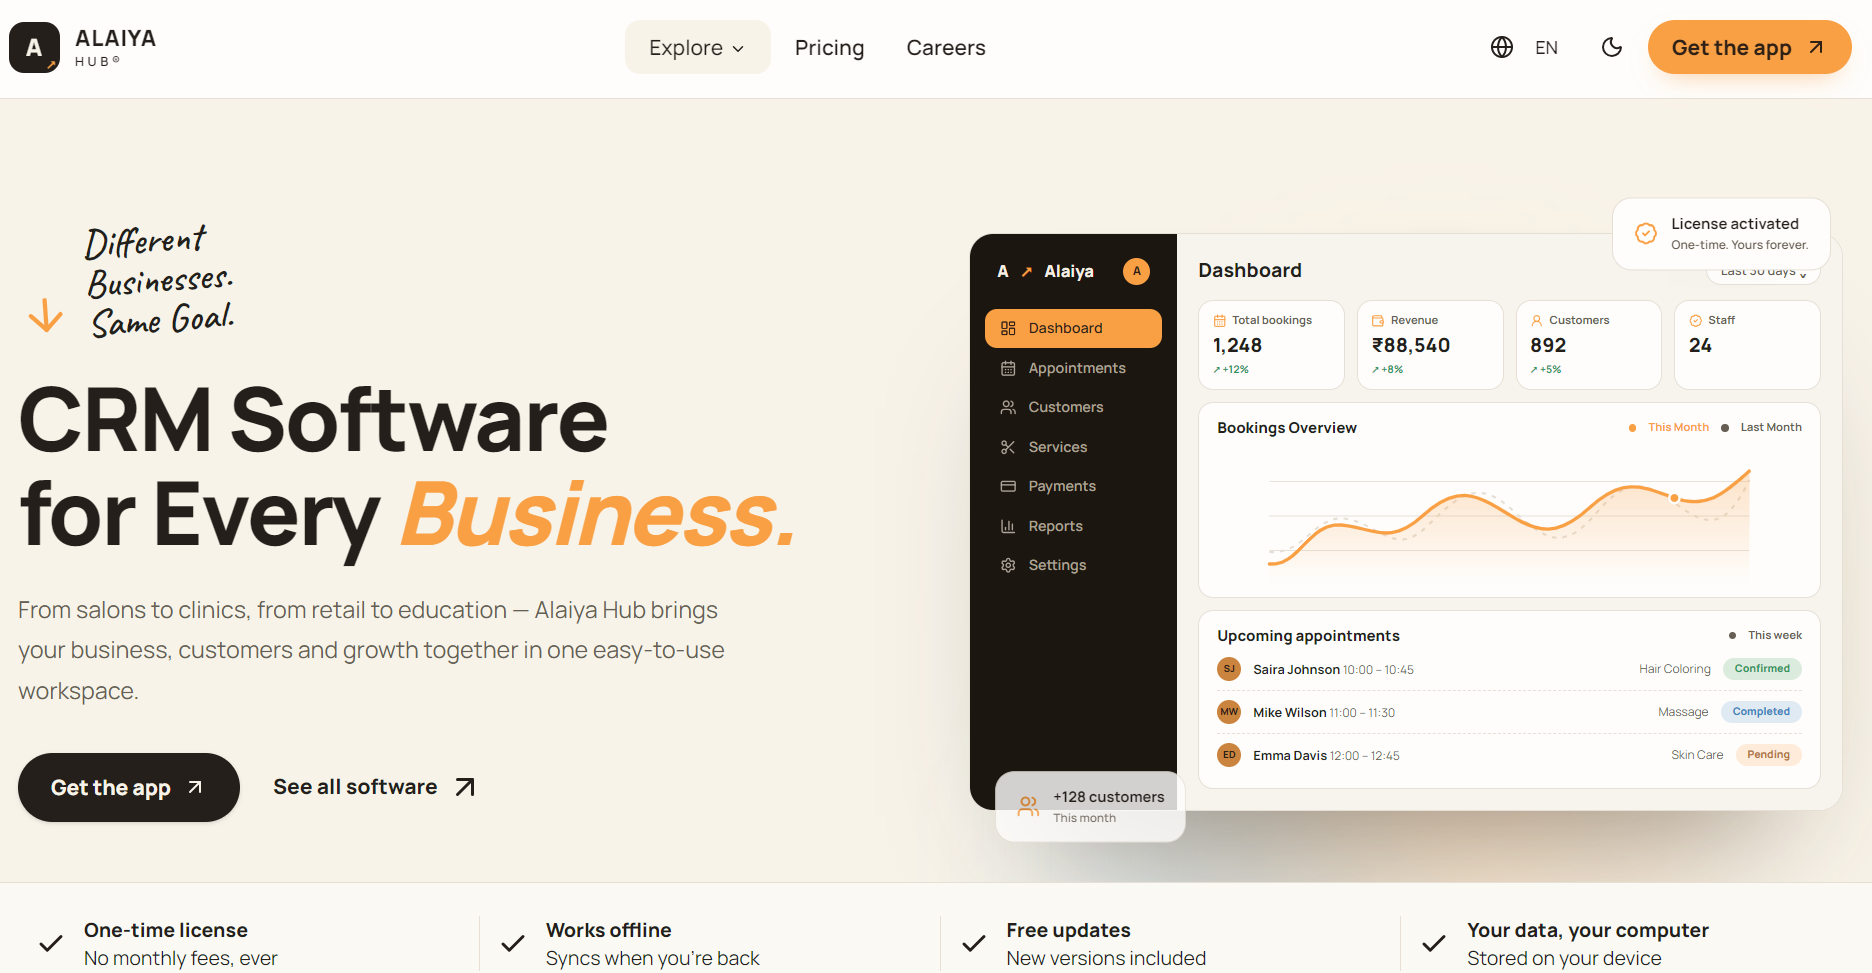 A
ALAIYA
HUB®
Explore
Pricing
Careers
EN
Get the app
Different
Businesses.
Same Goal.
CRM Software
for Every Business.
From salons to clinics, from retail to education — Alaiya Hub brings
your business, customers and growth together in one easy-to-use
workspace.
Get the app
See all software
License activated
One-time. Yours forever.
A Alaiya
A
Dashboard
Appointments
Customers
Services
Payments
Reports
Settings
Dashboard
Last 30 days
Total bookings
1,248
↗ +12%
Revenue
₹88,540
↗ +8%
Customers
892
↗ +5%
Staff
24
Bookings Overview
This Month
Last Month
Upcoming appointments
This week
SJ Saira Johnson 10:00 – 10:45 Hair Coloring Confirmed
MW Mike Wilson 11:00 – 11:30 Massage Completed
ED Emma Davis 12:00 – 12:45 Skin Care Pending
+128 customers
This month
One-time license
No monthly fees, ever
Works offline
Syncs when you're back
Free updates
New versions included
Your data, your computer
Stored on your device